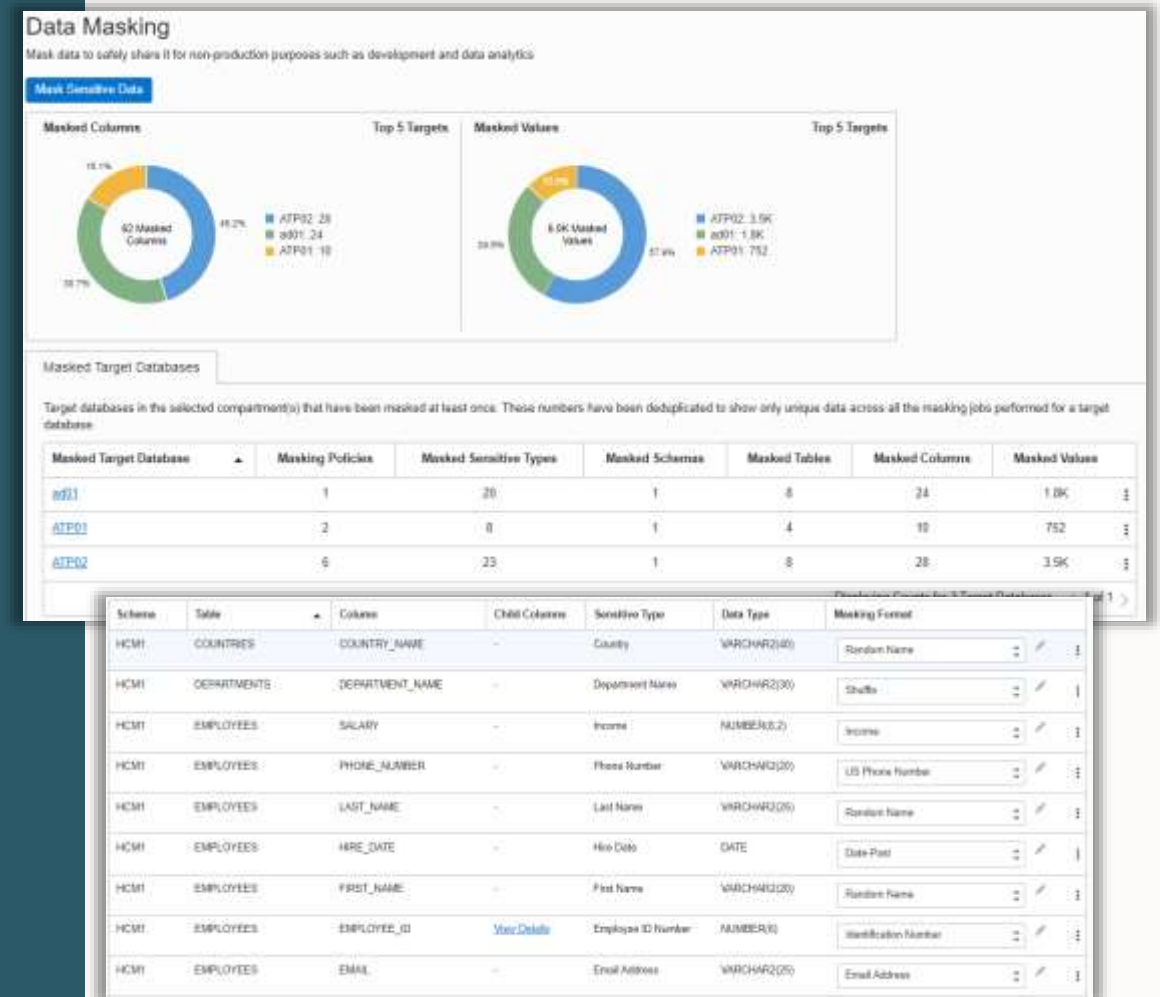 Data Masking
Mask data to safely share it for non-production purposes such as development and data analytics
Mask Sensitive Data
Masked Columns Top 5 Targets
Masked Values Top 5 Targets
62 Masked Columns
45.2%
38.7%
ATP02: 28
ad01: 24
ATP01: 10
6.0K Masked Values
ATP02: 3.5K
ad01: 1.8K
ATP01: 752
Masked Target Databases
Target databases in the selected compartment(s) that have been masked at least once. These numbers have been deduplicated to show only unique data across all the masking jobs performed for a target
database
Masked Target Database Masking Policies Masked Sensitive Types Masked Schemas Masked Tables Masked Columns Masked Values
ad01 1 20 1 8 24 1.8K
ATP01 2 8 1 4 10 752
ATP02 6 23 1 8 28 3.5K
Schema Table Column Child Columns Sensitive Type Data Type Masking Format
HCM1 COUNTRIES COUNTRY_NAME - Country VARCHAR2(40) Random Name
HCM1 DEPARTMENTS DEPARTMENT_NAME - Department Name VARCHAR2(30) Shuffle
HCM1 EMPLOYEES SALARY - Income NUMBER(8,2) Income
HCM1 EMPLOYEES PHONE_NUMBER - Phone Number VARCHAR2(20) US Phone Number
HCM1 EMPLOYEES LAST_NAME - Last Name VARCHAR2(25) Random Name
HCM1 EMPLOYEES HIRE_DATE - Hire Date DATE Date-Past
HCM1 EMPLOYEES FIRST_NAME - First Name VARCHAR2(20) Random Name
HCM1 EMPLOYEES EMPLOYEE_ID View Details Employee ID Number NUMBER(6) Identification Number
HCM1 EMPLOYEES EMAIL - Email Address VARCHAR2(25) Email Address